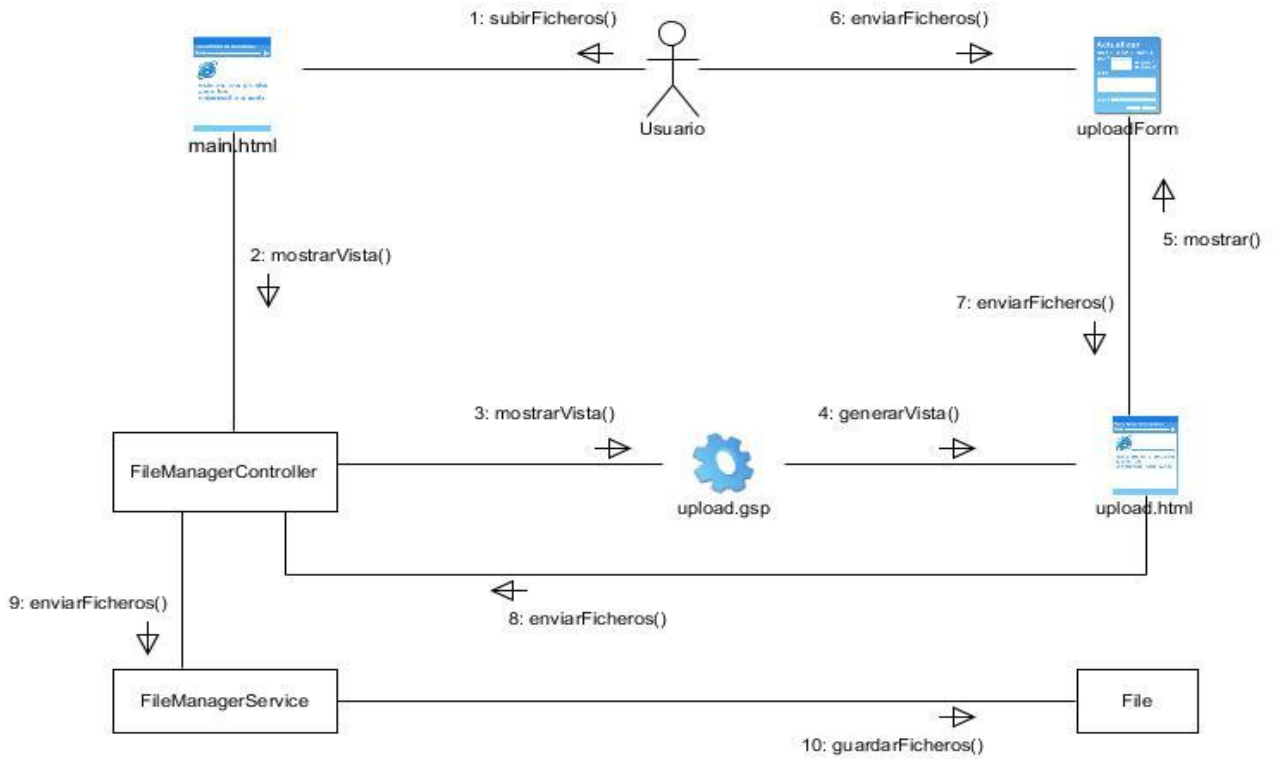 1: subirFicheros()
6: enviarFicheros()
Actualizar
Usuario
uploadForm
main.html
5: mostrar()
2: mostrarVista()
7: enviarFicheros()
3: mostrarVista()
4: generarVista()
FileManagerController
upload.gsp
upload.html
9: enviarFicheros()
8: enviarFicheros()
FileManagerService
File
10: guardarFicheros()